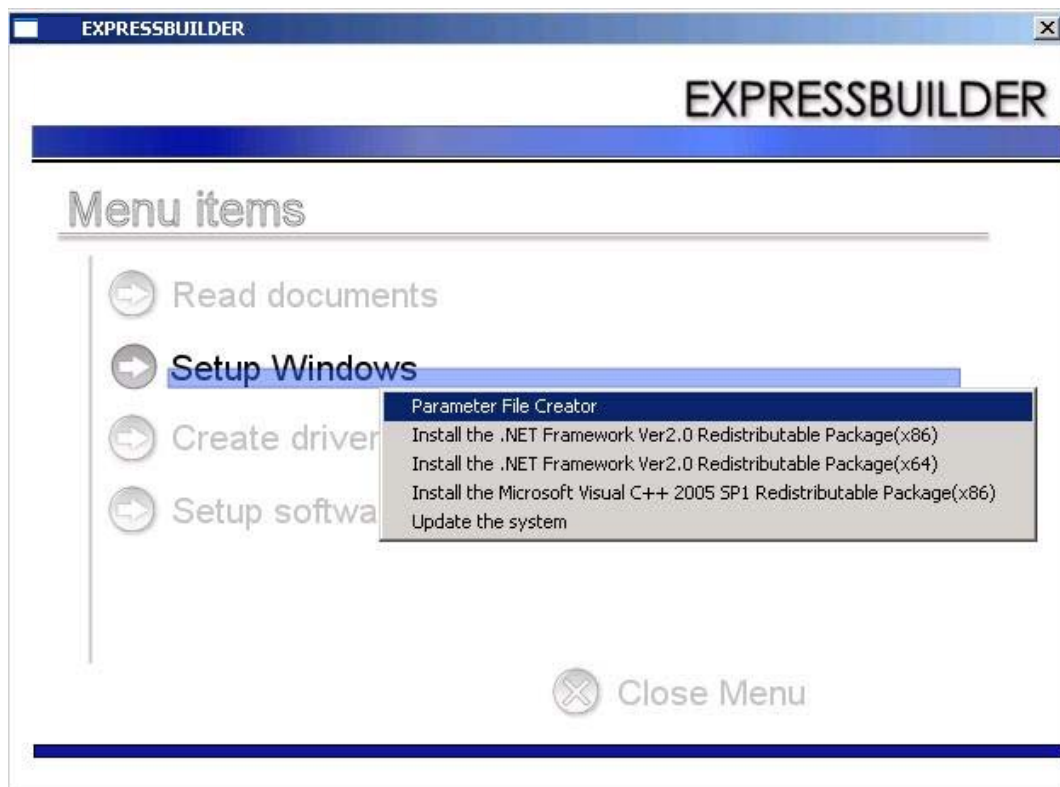 EXPRESSBUILDER
EXPRESSBUILDER
Menu items
Read documents
Setup Windows
Parameter File Creator
Create driver
Install the .NET Framework Ver2.0 Redistributable Package(x86)
Install the .NET Framework Ver2.0 Redistributable Package(x64)
Install the Microsoft Visual C++ 2005 SP1 Redistributable Package(x86)
Setup softwa
Update the system
Close Menu